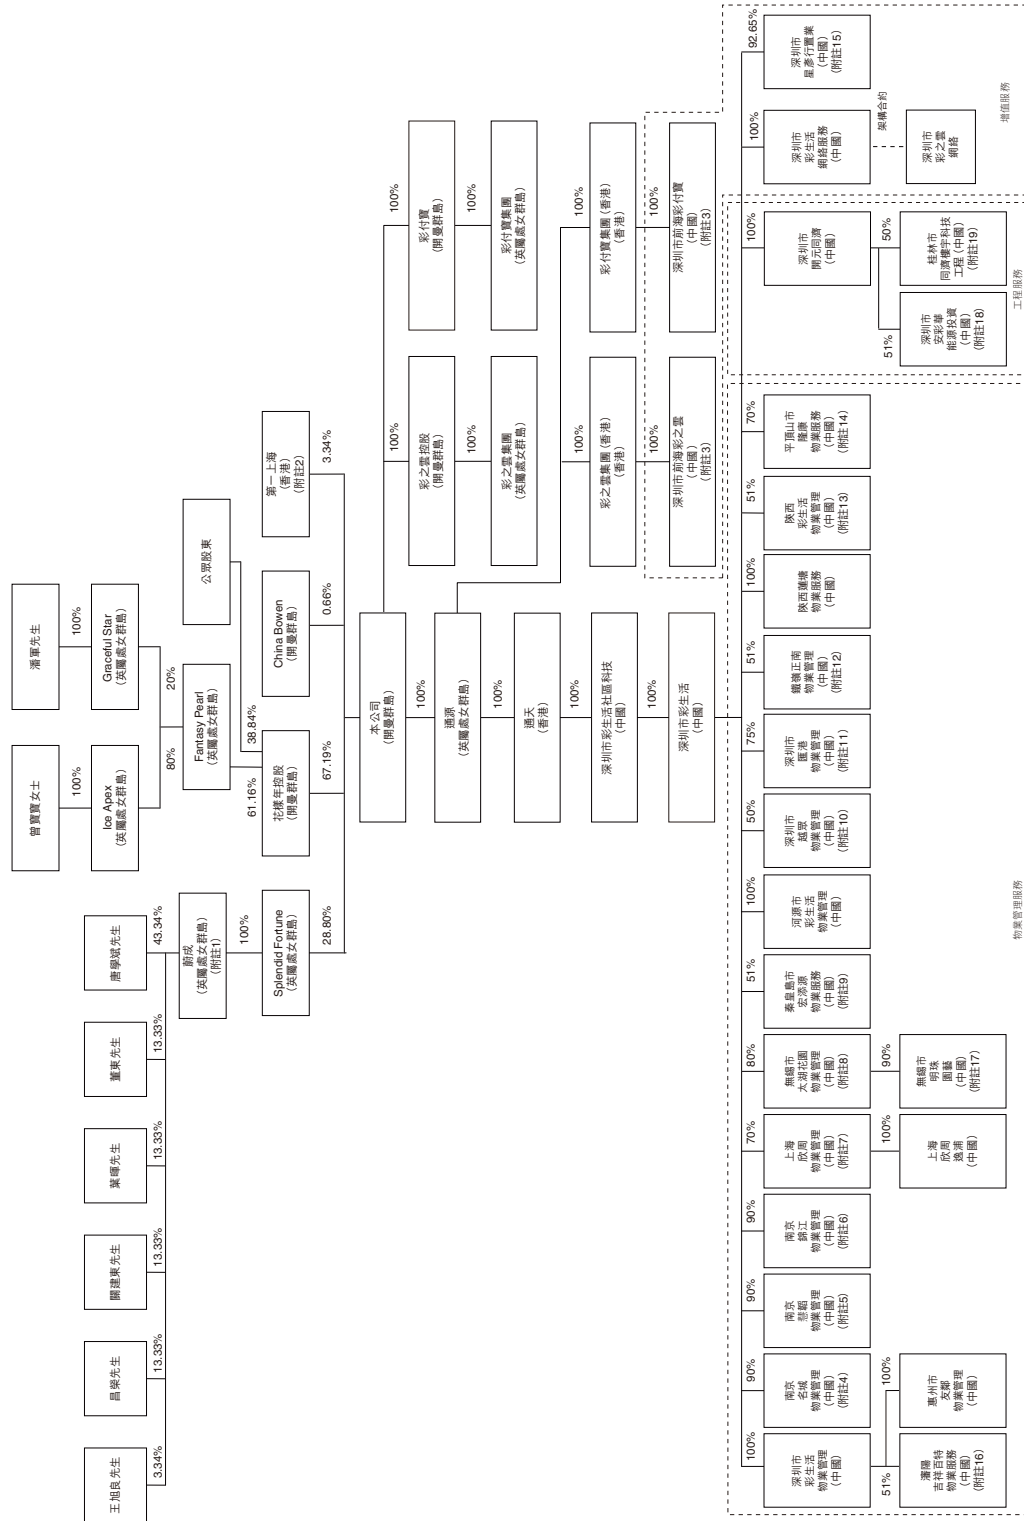 曾寶寶女士
潘軍先生
100%
100%
Ice Apex
(英屬處女群島)
Graceful Star
(英屬處女群島)
80%
20%
王旭良先生
昌榮先生
關建東先生
葉暉先生
董東先生
唐學斌先生
3.34%
13.33%
13.33%
13.33%
13.33%
43.34%
Fantasy Pearl
(英屬處女群島)
公眾股東
蔚成
(英屬處女群島)
(附註1)
61.16%
38.84%
100%
Splendid Fortune
(英屬處女群島)
花樣年控股
(開曼群島)
China Bowen
(開曼群島)
第一上海
(香港)
(附註2)
28.80%
67.19%
0.66%
3.34%
本公司
(開曼群島)
100%
100%
100%
通源
(英屬處女群島)
彩之雲控股
(開曼群島)
彩付寶
(開曼群島)
100%
100%
100%
通天
(香港)
彩之雲集團
(英屬處女群島)
彩付寶集團
(英屬處女群島)
100%
100%
100%
深圳市彩生活社區科技
(中國)
彩之雲集團(香港)
(香港)
彩付寶集團(香港)
(香港)
100%
100%
100%
深圳市彩生活
(中國)
深圳市前海彩之雲
(中國)
(附註3)
深圳市前海彩付寶
(中國)
(附註3)
100%
90%
90%
90%
70%
80%
51%
100%
50%
75%
51%
100%
51%
70%
100%
100%
92.65%
深圳市
彩生活
物業管理
(中國)
南京
名城
物業管理
(中國)
(附註4)
南京
慧韜
物業管理
(中國)
(附註5)
南京
錦江
物業管理
(中國)
(附註6)
上海
欣周
物業管理
(中國)
(附註7)
無錫市
太湖花園
物業管理
(中國)
(附註8)
秦皇島市
宏添源
物業服務
(中國)
(附註9)
河源市
彩生活
物業管理
(中國)
深圳市
越眾
物業管理
(中國)
(附註10)
深圳市
匯港
物業管理
(中國)
(附註11)
鐵嶺正南
物業管理
(中國)
(附註12)
陝西蓮塘
物業服務
(中國)
陝西
彩生活
物業管理
(中國)
(附註13)
平頂山市
隆康
物業服務
(中國)
(附註14)
深圳市
開元同濟
(中國)
深圳市
彩生活
網絡服務
(中國)
深圳市
星彥行置業
(中國)
(附註15)
51%
100%
100%
90%
51%
50%
架構合約
瀋陽
吉祥百特
物業服務
(中國)
(附註16)
惠州市
友鄰
物業管理
(中國)
上海
欣周
逸浦
(中國)
無錫市
明珠
園藝
(中國)
(附註17)
深圳市
安彩華
能源投資
(中國)
(附註18)
桂林市
同濟樓宇科技
工程(中國)
(附註19)
深圳市
彩之雲
網絡
物業管理服務
工程服務
增值服務